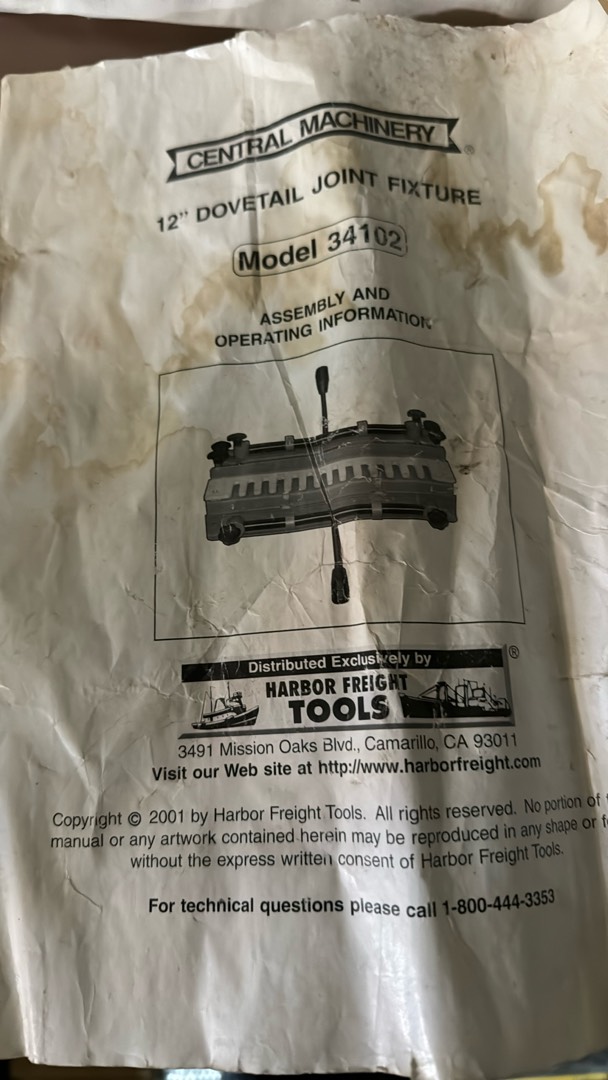 CENTRAL MACHINERY®
12" DOVETAIL JOINT FIXTURE
Model 34102
ASSEMBLY AND
OPERATING INFORMATION
Distributed Exclusively by ®
HARBOR FREIGHT
TOOLS
3491 Mission Oaks Blvd., Camarillo, CA 93011
Visit our Web site at http://www.harborfreight.com
Copyright © 2001 by Harbor Freight Tools. All rights reserved. No portion of
manual or any artwork contained herein may be reproduced in any shape or
without the express written consent of Harbor Freight Tools.
For technical questions please call 1-800-444-3353